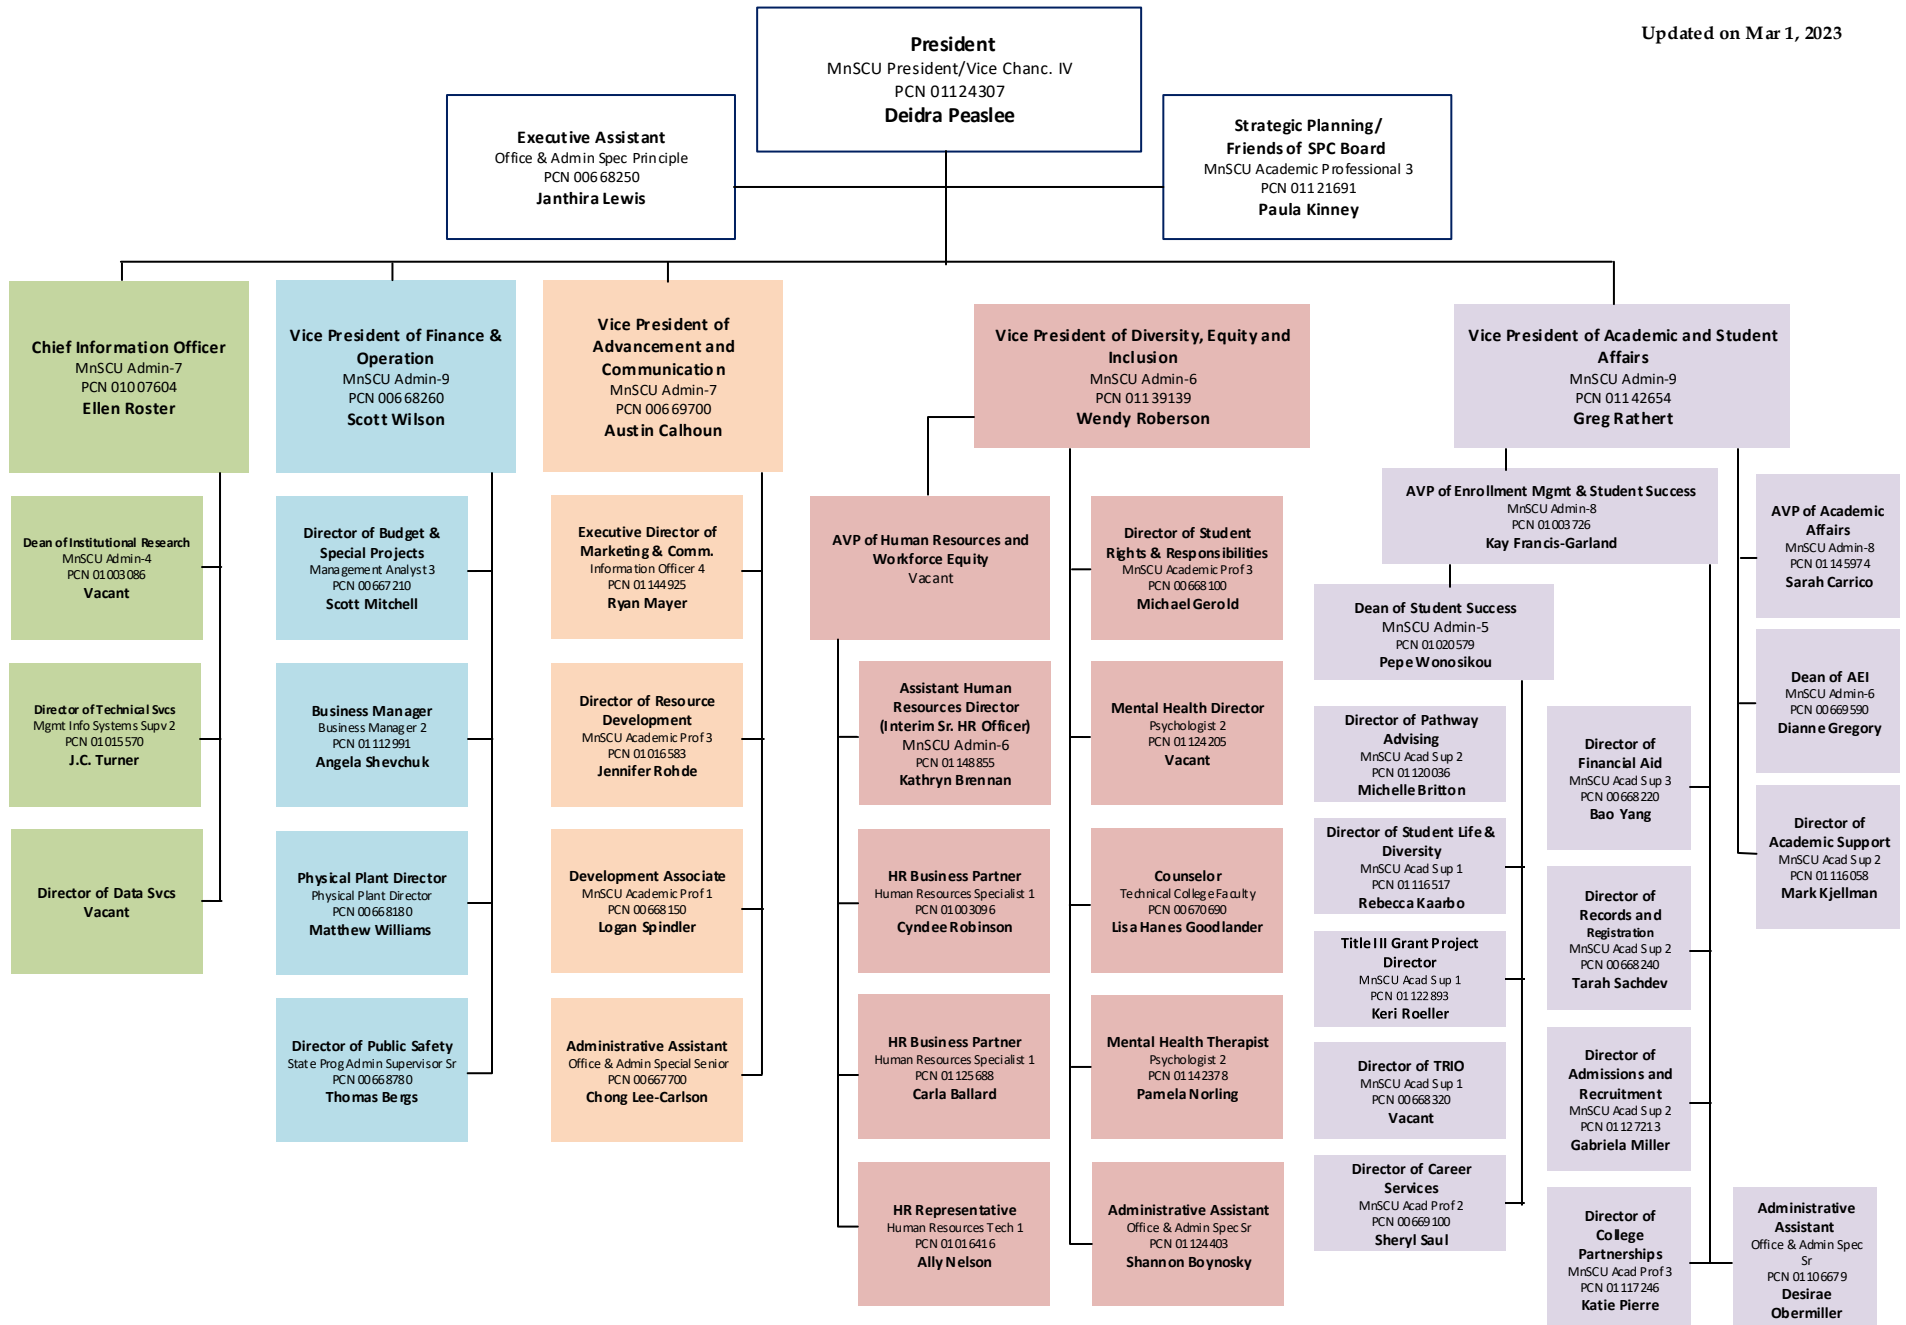 Updated on Mar 1, 2023
President
MnSCU President/Vice Chanc. IV
PCN 01124307
Deidra Peaslee
Executive Assistant
Office & Admin Spec Principle
PCN 00668250
Janthira Lewis
Strategic Planning/
Friends of SPC Board
MnSCU Academic Professional 3
PCN 01121691
Paula Kinney
Chief Information Officer
MnSCU Admin-7
PCN 01007604
Ellen Roster
Dean of Institutional Research
MnSCU Admin-4
PCN 01003086
Vacant
Director of Technical Svcs
Mgmt Info Systems Supv 2
PCN 01015570
J.C. Turner
Director of Data Svcs
Vacant
Vice President of Finance &
Operation
MnSCU Admin-9
PCN 00668260
Scott Wilson
Director of Budget &
Special Projects
Management Analyst 3
PCN 00667210
Scott Mitchell
Business Manager
Business Manager 2
PCN 01112991
Angela Shevchuk
Physical Plant Director
Physical Plant Director
PCN 00668180
Matthew Williams
Director of Public Safety
State Prog Admin Supervisor Sr
PCN 00668780
Thomas Bergs
Vice President of
Advancement and
Communication
MnSCU Admin-7
PCN 00669700
Austin Calhoun
Executive Director of
Marketing & Comm.
Information Officer 4
PCN 01144925
Ryan Mayer
Director of Resource
Development
MnSCU Academic Prof 3
PCN 01016583
Jennifer Rohde
Development Associate
MnSCU Academic Prof 1
PCN 00668150
Logan Spindler
Administrative Assistant
Office & Admin Special Senior
PCN 00667700
Chong Lee-Carlson
Vice President of Diversity, Equity and
Inclusion
MnSCU Admin-6
PCN 01139139
Wendy Roberson
AVP of Human Resources and
Workforce Equity
Vacant
Assistant Human
Resources Director
(Interim Sr. HR Officer)
MnSCU Admin-6
PCN 01148855
Kathryn Brennan
HR Business Partner
Human Resources Specialist 1
PCN 01003096
Cyndee Robinson
HR Business Partner
Human Resources Specialist 1
PCN 01125688
Carla Ballard
HR Representative
Human Resources Tech 1
PCN 01016416
Ally Nelson
Director of Student
Rights & Responsibilities
MnSCU Academic Prof 3
PCN 00668100
Michael Gerold
Mental Health Director
Psychologist 2
PCN 01124205
Vacant
Counselor
Technical College Faculty
PCN 00670690
Lisa Hanes Goodlander
Mental Health Therapist
Psychologist 2
PCN 01142378
Pamela Norling
Administrative Assistant
Office & Admin Spec Sr
PCN 01124403
Shannon Boynosky
Vice President of Academic and Student
Affairs
MnSCU Admin-9
PCN 01142654
Greg Rathert
AVP of Enrollment Mgmt & Student Success
MnSCU Admin-8
PCN 01003726
Kay Francis-Garland
Dean of Student Success
MnSCU Admin-5
PCN 01020579
Pepe Wonosikou
Director of Pathway
Advising
MnSCU Acad Sup 2
PCN 01120036
Michelle Britton
Director of Student Life &
Diversity
MnSCU Acad Sup 1
PCN 01116517
Rebecca Kaarbo
Title III Grant Project
Director
MnSCU Acad Sup 1
PCN 01122893
Keri Roeller
Director of TRIO
MnSCU Acad Sup 1
PCN 00668320
Vacant
Director of Career
Services
MnSCU Acad Prof 2
PCN 00669100
Sheryl Saul
Director of
Financial Aid
MnSCU Acad Sup 3
PCN 00668220
Bao Yang
Director of
Records and
Registration
MnSCU Acad Sup 2
PCN 00668240
Tarah Sachdev
Director of
Admissions and
Recruitment
MnSCU Acad Sup 2
PCN 01127213
Gabriela Miller
Director of
College
Partnerships
MnSCU Acad Prof 3
PCN 01117246
Katie Pierre
Administrative
Assistant
Office & Admin Spec
Sr
PCN 01106679
Desirae
Obermiller
AVP of Academic
Affairs
MnSCU Admin-8
PCN 01145974
Sarah Carrico
Dean of AEI
MnSCU Admin-6
PCN 00669590
Dianne Gregory
Director of
Academic Support
MnSCU Acad Sup 2
PCN 01116058
Mark Kjellman